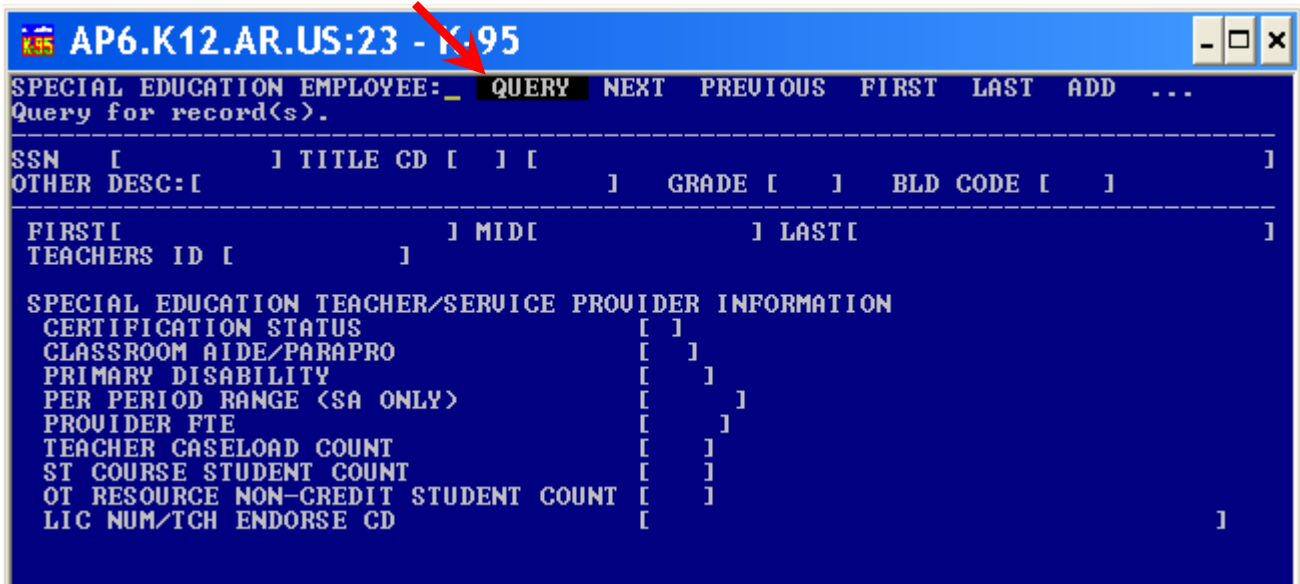 K95 AP6.K12.AR.US:23 - K-95
SPECIAL EDUCATION EMPLOYEE:_ QUERY NEXT PREVIOUS FIRST LAST ADD ...
Query for record(s).
SSN [ ] TITLE CD [ ] [ ]
OTHER DESC:[ ] GRADE [ ] BLD CODE [ ]
FIRST[ ] MID[ ] LAST[ ]
TEACHERS ID [ ]
SPECIAL EDUCATION TEACHER/SERVICE PROVIDER INFORMATION
CERTIFICATION STATUS [ ]
CLASSROOM AIDE/PARAPRO [ ]
PRIMARY DISABILITY [ ]
PER PERIOD RANGE (SA ONLY) [ ]
PROVIDER FTE [ ]
TEACHER CASELOAD COUNT [ ]
ST COURSE STUDENT COUNT [ ]
OT RESOURCE NON-CREDIT STUDENT COUNT [ ]
LIC NUM/TCH ENDORSE CD [ ]